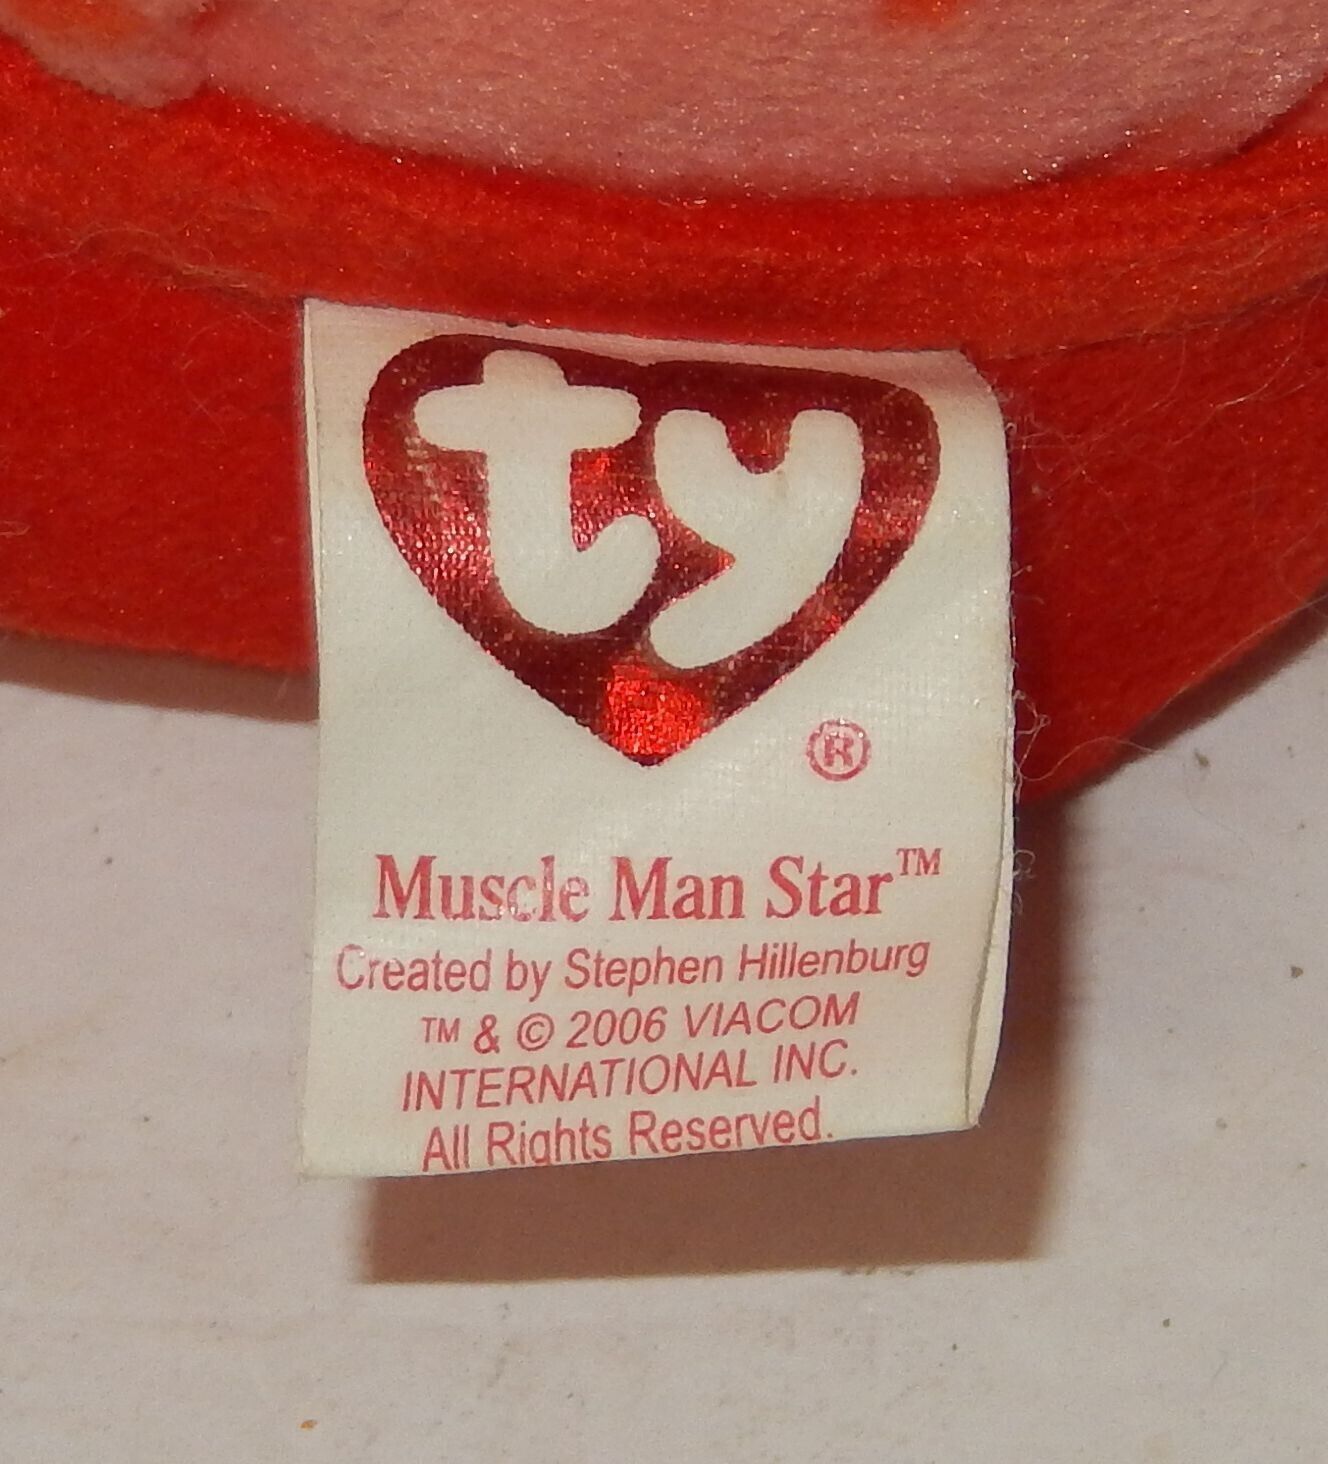 ty
®
Muscle Man Star™
Created by Stephen Hillenburg
™ & © 2006 VIACOM
INTERNATIONAL INC.
All Rights Reserved.